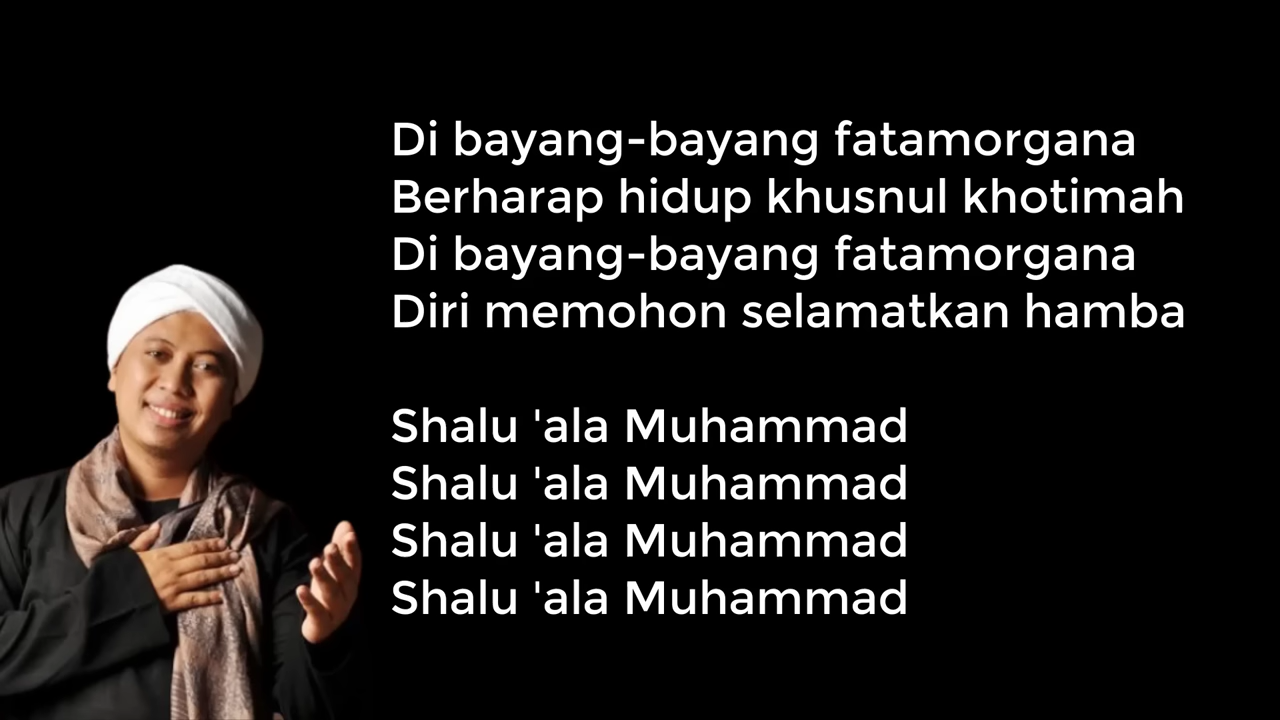 Di bayang-bayang fatamorgana
Berharap hidup khusnul khotimah
Di bayang-bayang fatamorgana
Diri memohon selamatkan hamba
Shalu 'ala Muhammad
Shalu 'ala Muhammad
Shalu 'ala Muhammad
Shalu 'ala Muhammad